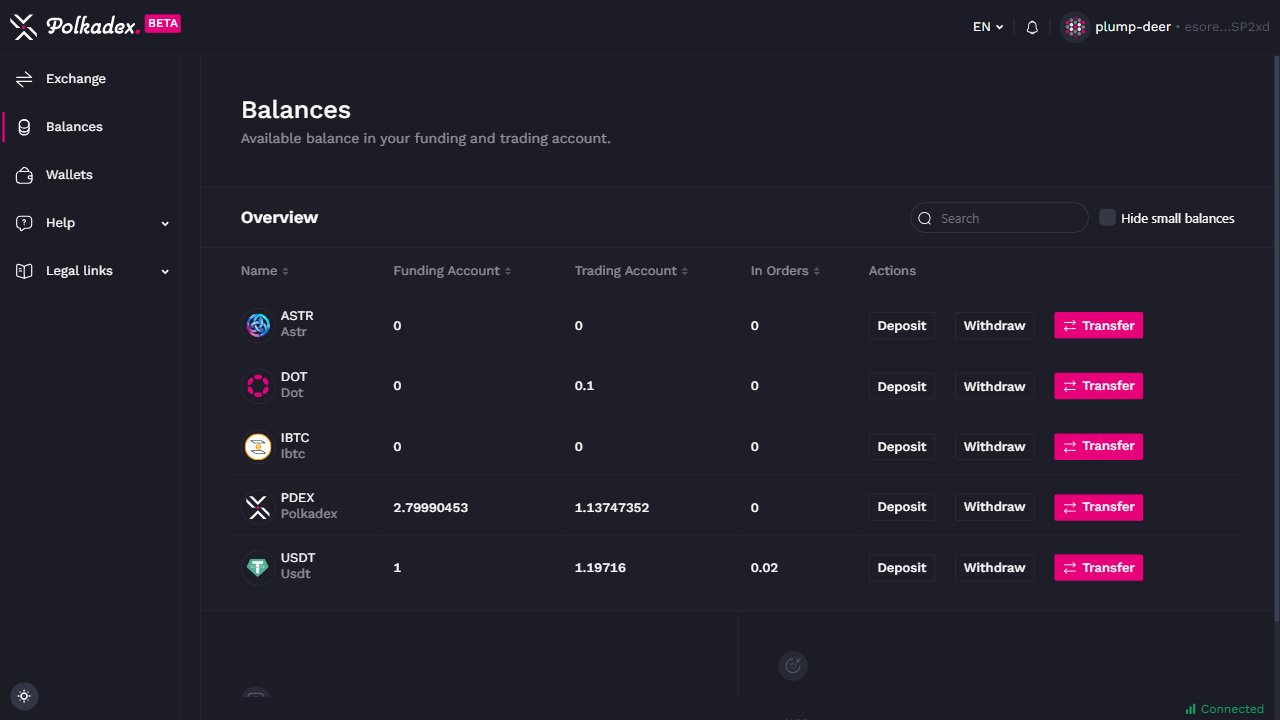 Polkadex. BETA
EN
plump-deer • esore...SP2xd
Exchange
Balances
Wallets
Help
Legal links
Balances
Available balance in your funding and trading account.
Overview
Search
Hide small balances
Name Funding Account Trading Account In Orders Actions
ASTR
Astr
0 0 0 Deposit Withdraw Transfer
DOT
Dot
0 0.1 0 Deposit Withdraw Transfer
IBTC
Ibtc
0 0 0 Deposit Withdraw Transfer
PDEX
Polkadex
2.79990453 1.13747352 0 Deposit Withdraw Transfer
USDT
Usdt
1 1.19716 0.02 Deposit Withdraw Transfer
Connected